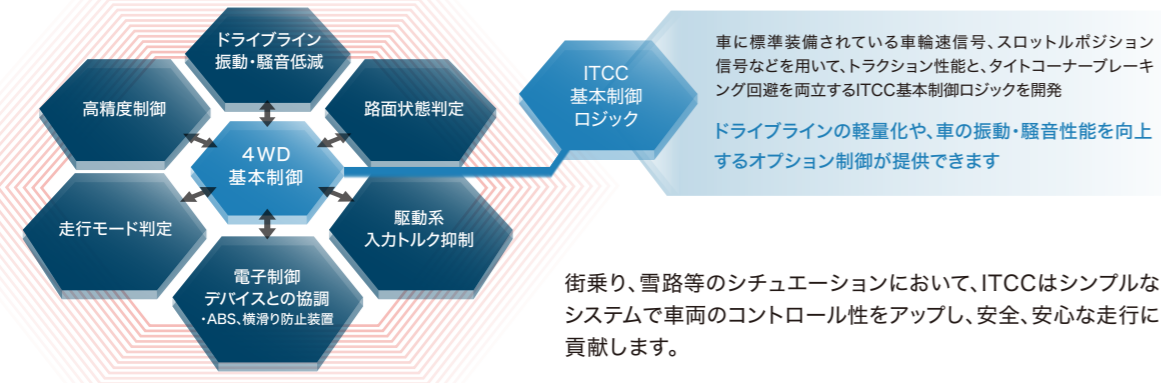 ドライブライン
振動・騒音低減
高精度制御
路面状態判定
4WD
基本制御
走行モード判定
駆動系
入力トルク抑制
電子制御
デバイスとの協調
・ABS、横滑り防止装置
ITCC
基本制御
ロジック
車に標準装備されている車輪速信号、スロットルポジション
信号などを用いて、トラクション性能と、タイトコーナーブレーキ
ング回避を両立するITCC基本制御ロジックを開発
ドライブラインの軽量化や、車の振動・騒音性能を向上
するオプション制御が提供できます
街乗り、雪路等のシチュエーションにおいて、ITCCはシンプルな
システムで車両のコントロール性をアップし、安全、安心な走行に
貢献します。